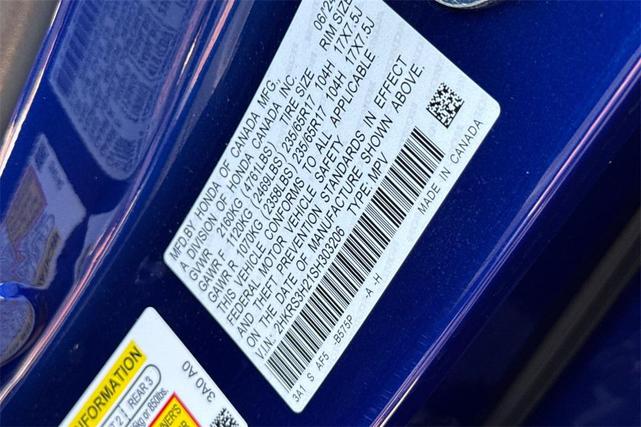 MFD.BY HONDA OF CANADA MFG., 06/24
A DIVISION OF HONDA CANADA INC.
GVWR 2160KG (4761LBS) TIRE SIZE RIM SIZE
GAWR F 1120KG (2469LBS) 235/65R17 104H 17X7.5J
GAWR R 1070KG (2358LBS) 235/65R17 104H 17X7.5J
THIS VEHICLE CONFORMS TO ALL APPLICABLE
FEDERAL MOTOR VEHICLE SAFETY
AND THEFT PREVENTION STANDARDS IN EFFECT
ON THE DATE OF MANUFACTURE SHOWN ABOVE.
V.I.N.: 2HKRS3H21SH303206 TYPE: MPV
3A1 S AF5 B575P -A -H
MADE IN CANADA
3A0 A0
INFORMATION
REAR 3